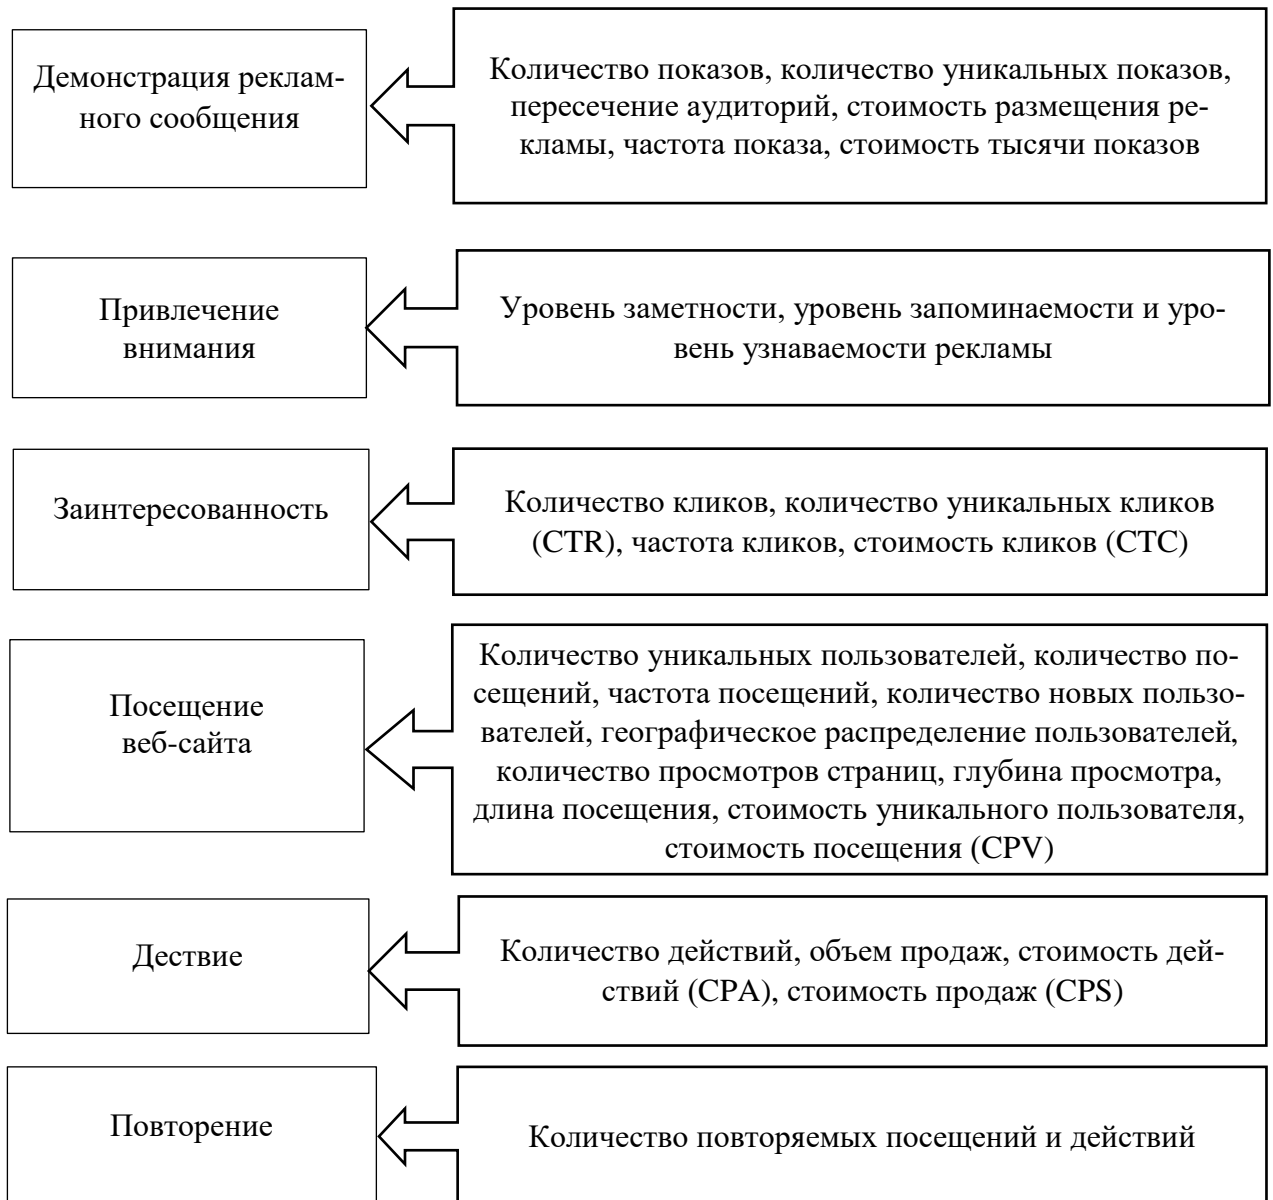 Демонстрация реклам-
ного сообщения
Количество показов, количество уникальных показов,
пересечение аудиторий, стоимость размещения ре-
кламы, частота показа, стоимость тысячи показов
Привлечение
внимания
Уровень заметности, уровень запоминаемости и уро-
вень узнаваемости рекламы
Заинтересованность
Количество кликов, количество уникальных кликов
(CTR), частота кликов, стоимость кликов (CTC)
Посещение
веб-сайта
Количество уникальных пользователей, количество по-
сещений, частота посещений, количество новых пользо-
вателей, географическое распределение пользователей,
количество просмотров страниц, глубина просмотра,
длина посещения, стоимость уникального пользователя,
стоимость посещения (CPV)
Дествие
Количество действий, объем продаж, стоимость дей-
ствий (CPA), стоимость продаж (CPS)
Повторение
Количество повторяемых посещений и действий